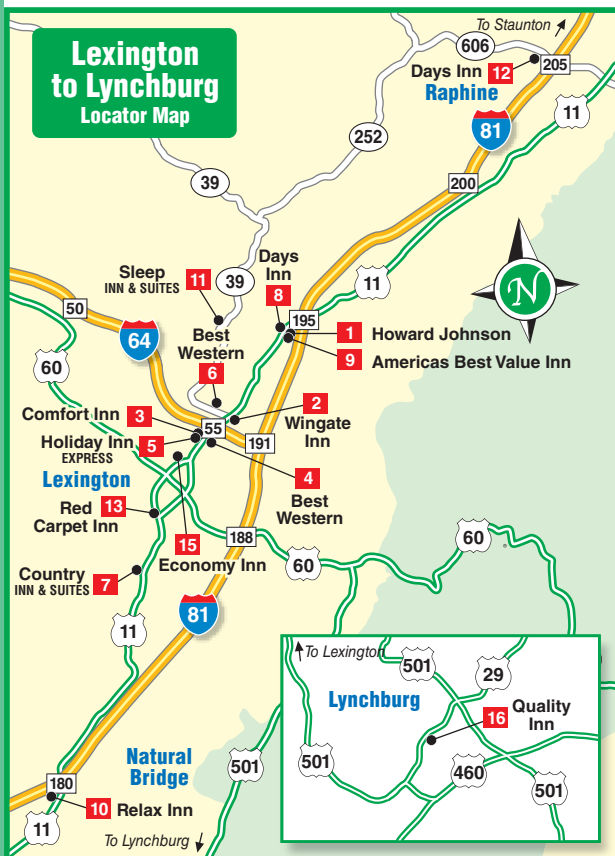 Lexington
to Lynchburg
Locator Map
To Staunton
606
Days Inn 12
205
Raphine
11
81
252
39
200
Days
Inn
Sleep
INN & SUITES
11
39
8
11
N
50
195
1 Howard Johnson
64
Best
Western
9 Americas Best Value Inn
60
6
2
Wingate
Inn
Comfort Inn 3
55
191
Holiday Inn
EXPRESS
5
4
Best
Western
Lexington
Red
Carpet Inn
13
188
60
15
Economy Inn
60
Country
INN & SUITES
7
81
11
To Lexington
501
29
Lynchburg
Quality
Inn
16
Natural
Bridge
501
501
460
501
180
10 Relax Inn
11
To Lynchburg